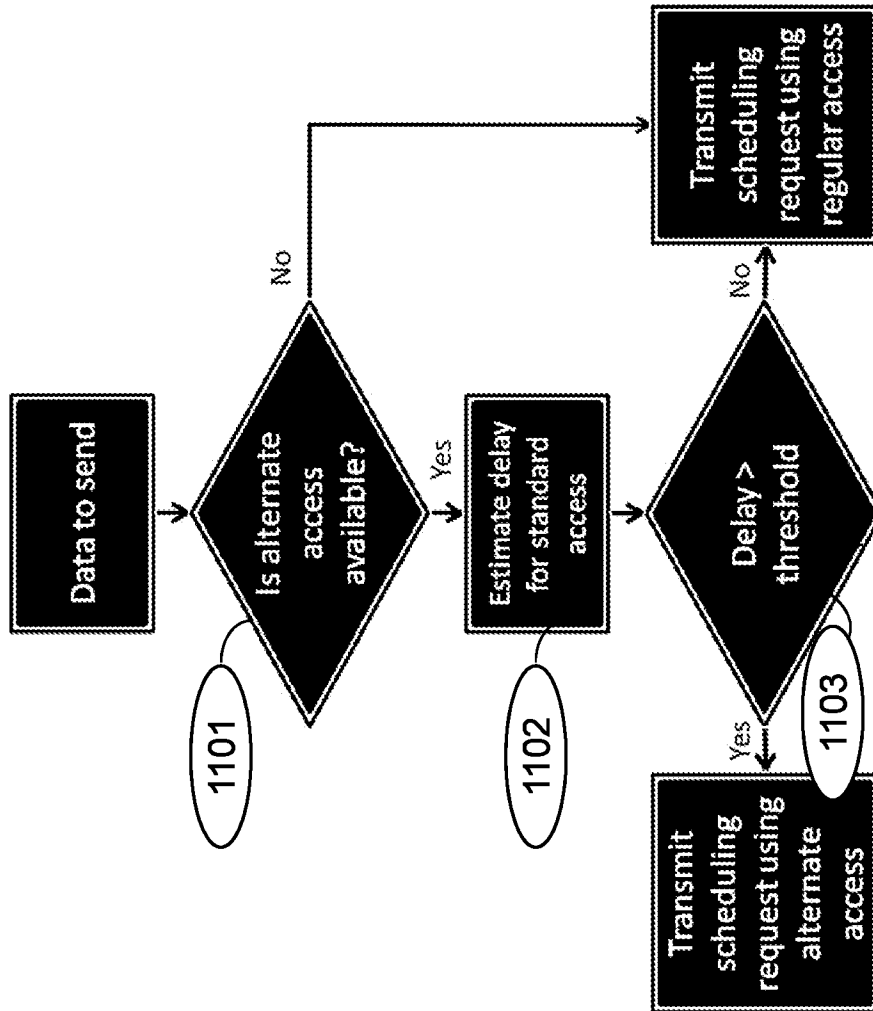 Data to send
Is alternate
access
available?
1101
No
Yes
Estimate delay
for standard
access
1102
Delay >
threshold
1103
Yes
No
Transmit
scheduling
request using
alternate
access
Transmit
scheduling
request using
regular access